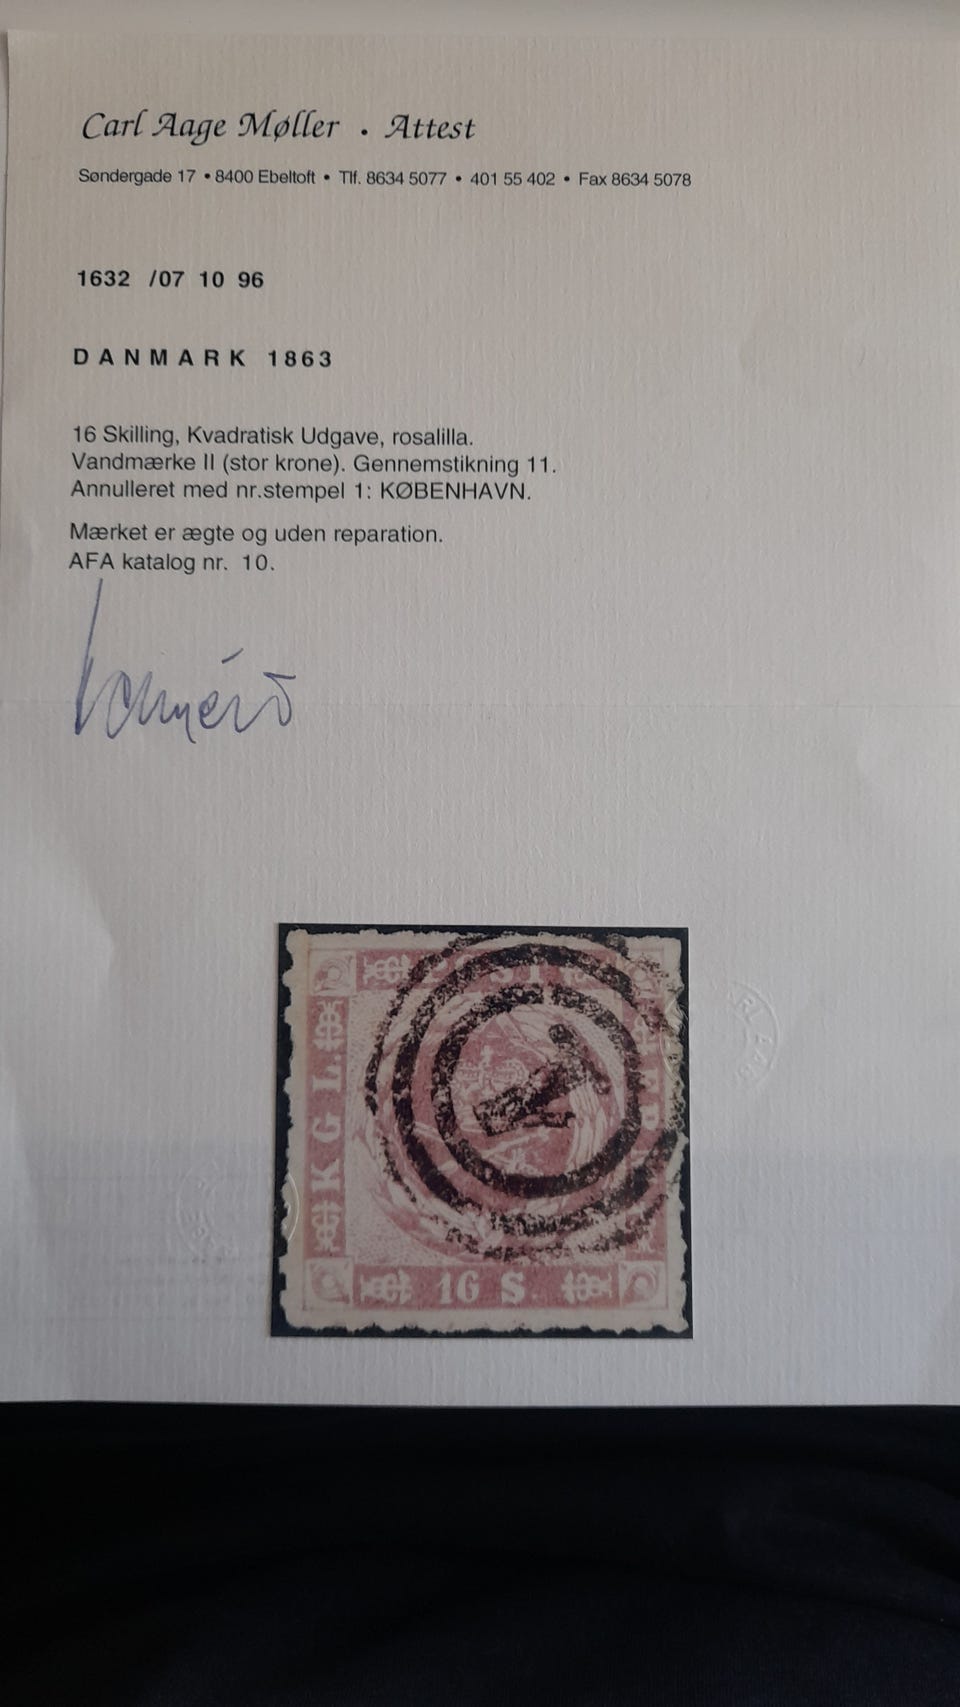 Carl Aage Møller • Attest
Søndergade 17 • 8400 Ebeltoft • Tlf. 8634 5077 • 401 55 402 • Fax 8634 5078
1632 /07 10 96
DANMARK 1863
16 Skilling, Kvadratisk Udgave, rosalilla.
Vandmærke II (stor krone). Gennemstikning 11.
Annulleret med nr.stempel 1: KØBENHAVN.
Mærket er ægte og uden reparation.
AFA katalog nr. 10.
KGL.
1
16 S.